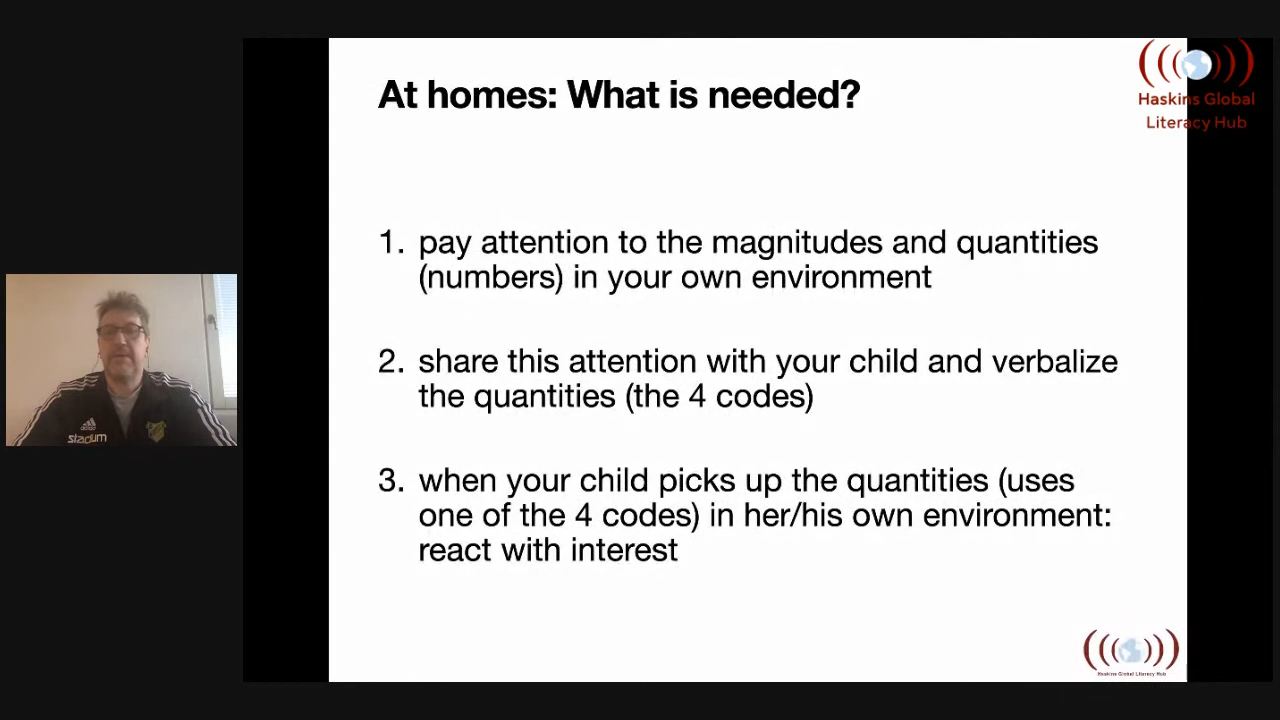 At homes: What is needed?
Haskins Global
Literacy Hub
1. pay attention to the magnitudes and quantities
(numbers) in your own environment
2. share this attention with your child and verbalize
the quantities (the 4 codes)
3. when your child picks up the quantities (uses
one of the 4 codes) in her/his own environment:
react with interest
adidas
stadium
Haskins Global Literacy Hub